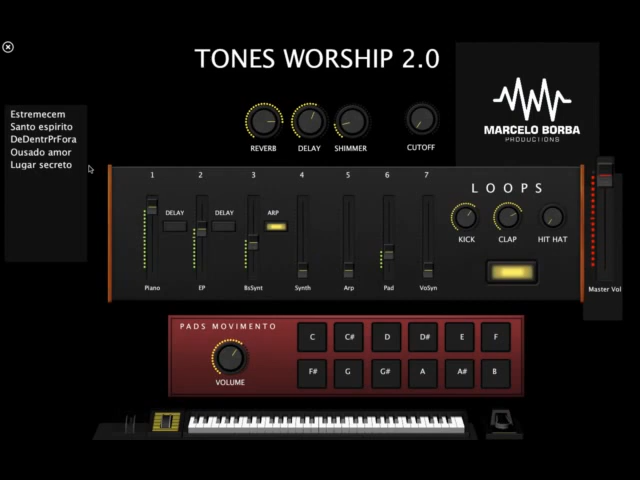 TONES WORSHIP 2.0
MARCELO BORBA
PRODUCTIONS
Estremecem
Santo espirito
DeDentrPrFora
Ousado amor
Lugar secreto
REVERB DELAY SHIMMER CUTOFF
1 2 3 4 5 6 7
LOOPS
DELAY DELAY ARP
KICK CLAP HIT HAT
Piano EP BsSynt Synth Arp Pad VoSyn
Master Vol
PADS MOVIMENTO
C C# D D# E F
F# G G# A A# B
VOLUME